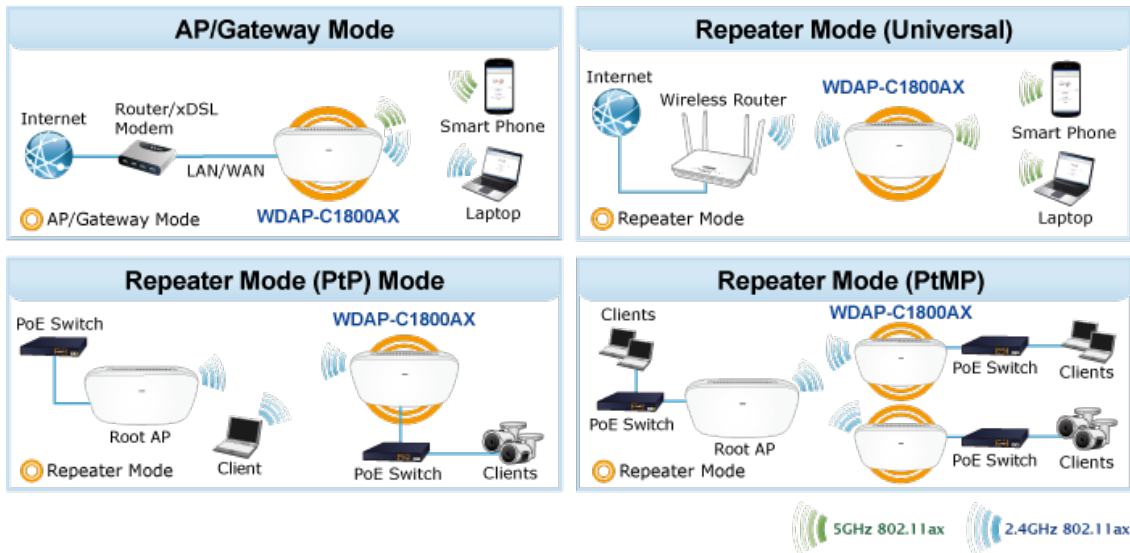 AP/Gateway Mode
Internet
Router/xDSL
Modem
LAN/WAN
WDAP-C1800AX
Smart Phone
Laptop
AP/Gateway Mode
Repeater Mode (Universal)
Internet
Wireless Router
WDAP-C1800AX
Smart Phone
Laptop
Repeater Mode
Repeater Mode (PtP) Mode
PoE Switch
Root AP
Client
WDAP-C1800AX
PoE Switch
Clients
Repeater Mode
Repeater Mode (PtMP)
Clients
PoE Switch
Root AP
WDAP-C1800AX
PoE Switch
Clients
PoE Switch
Clients
Repeater Mode
5GHz 802.11ax
2.4GHz 802.11ax